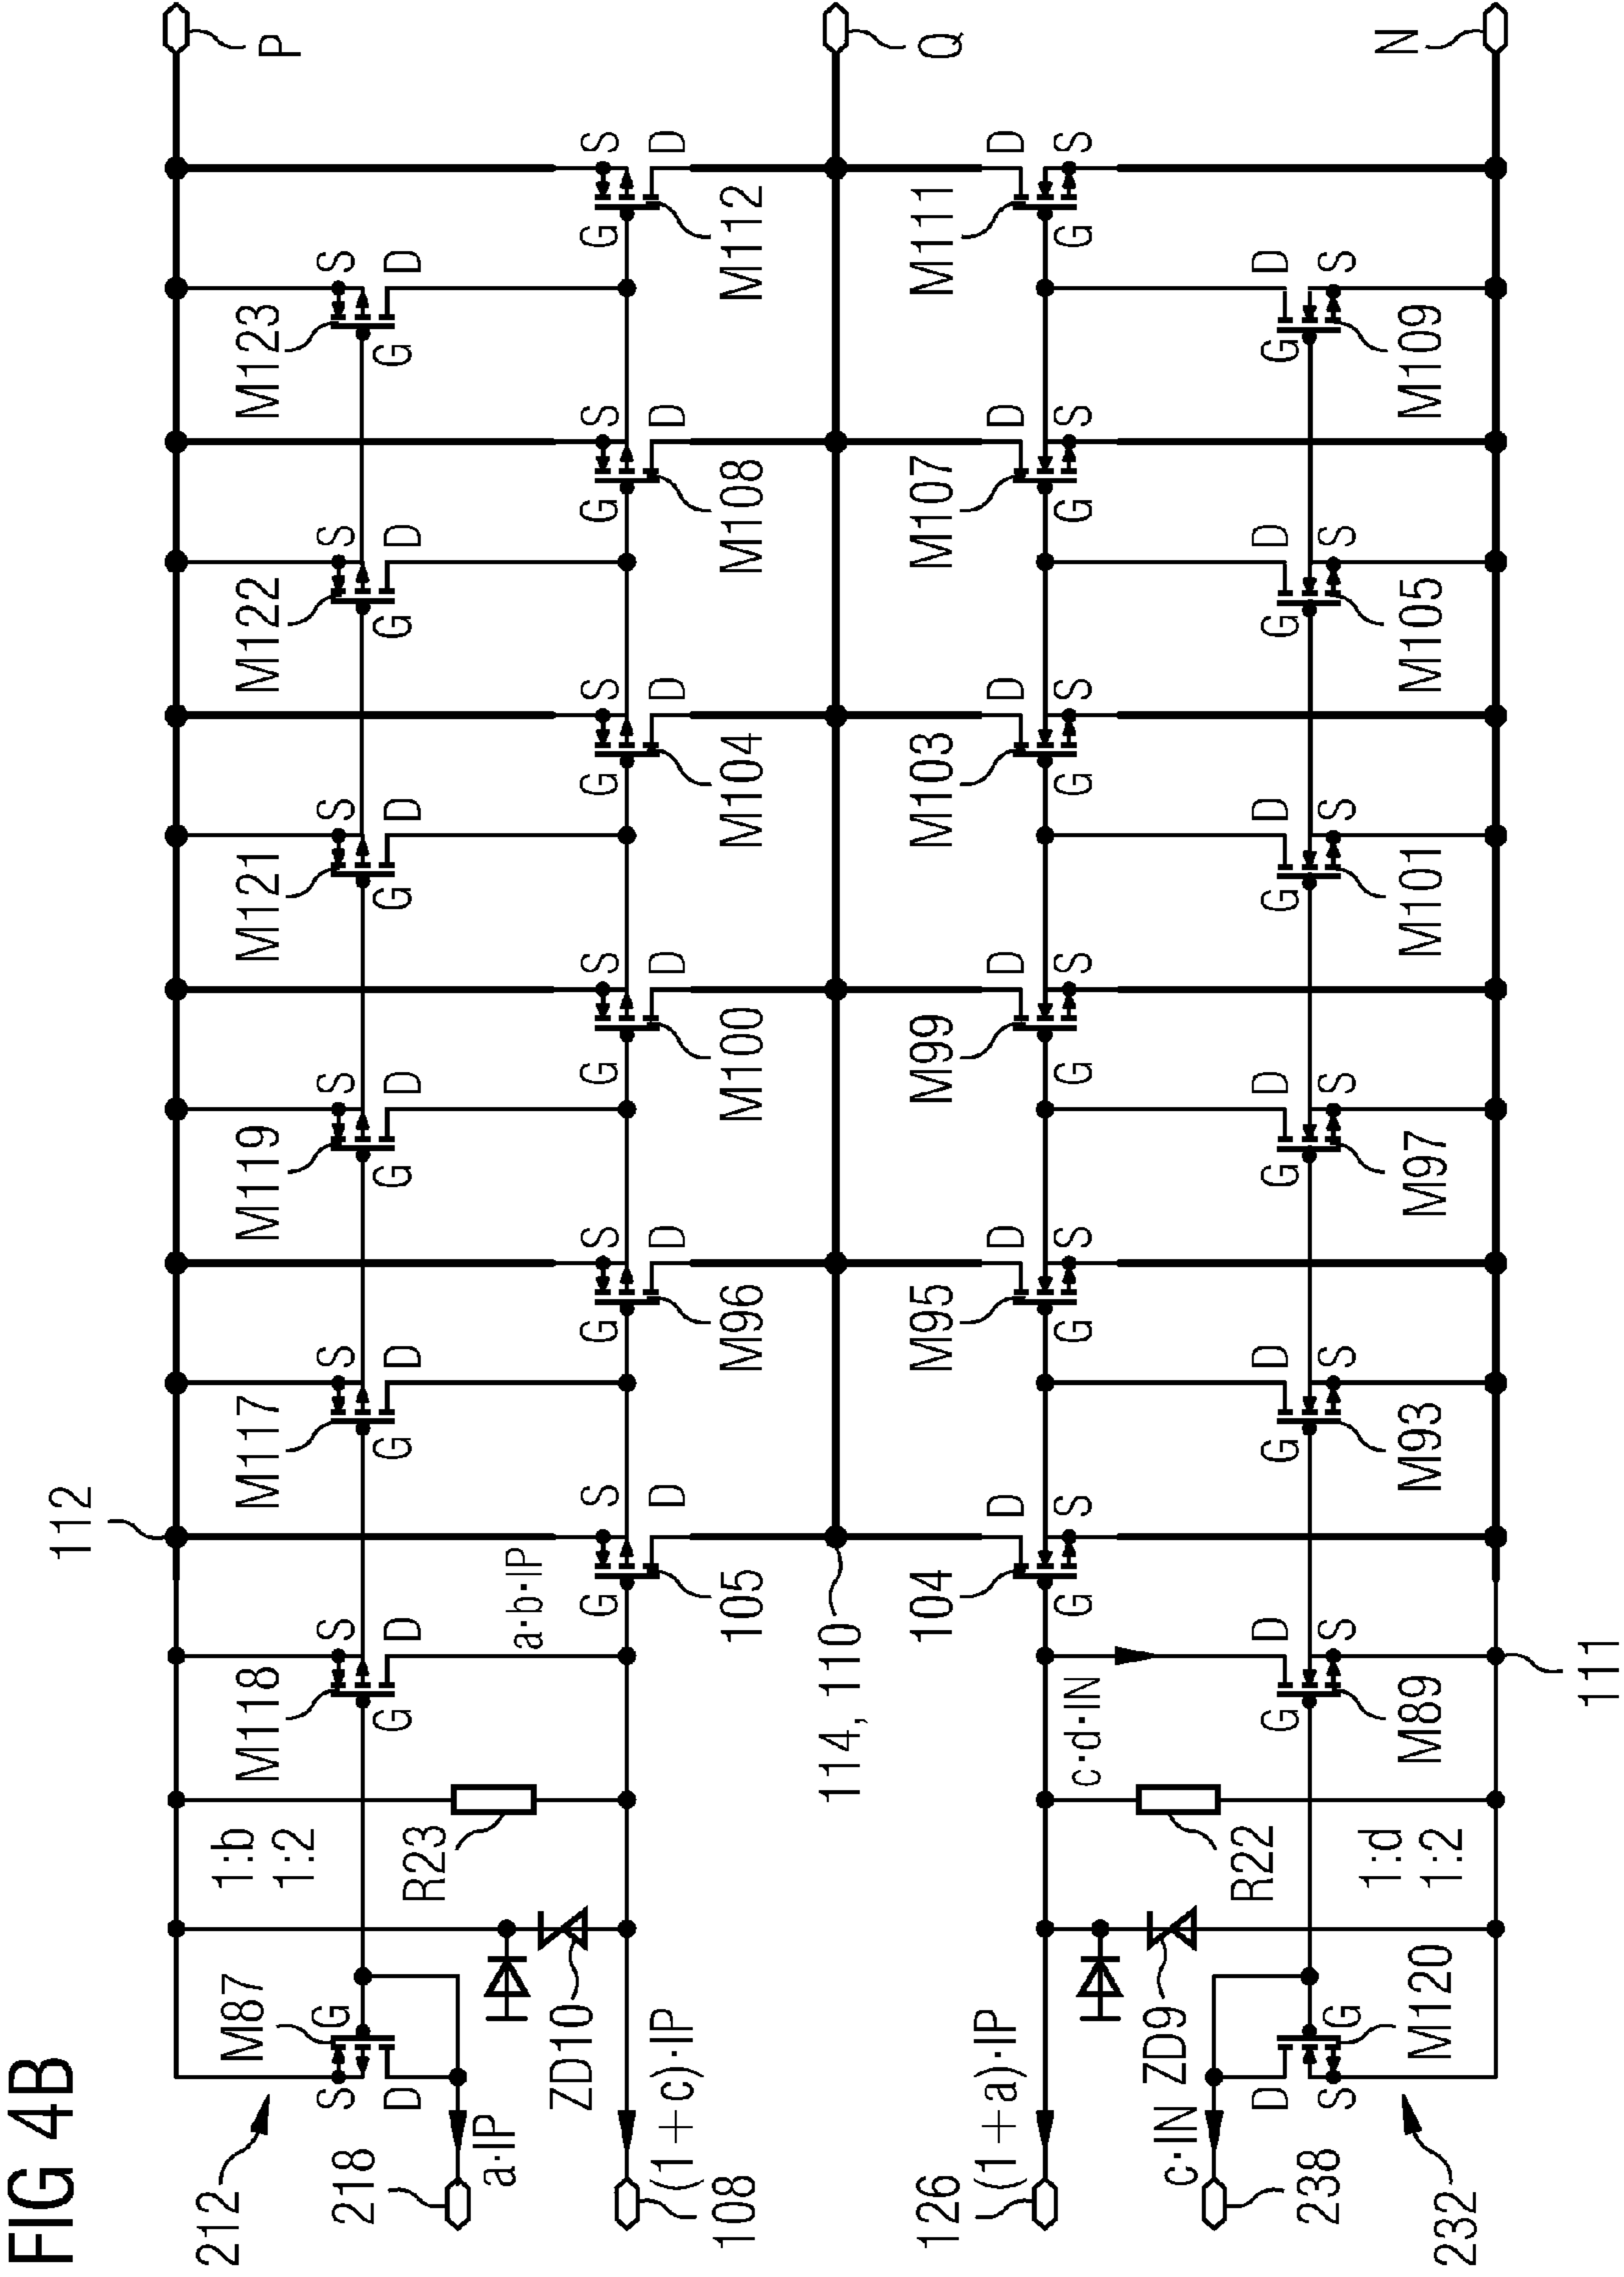 FIG 4B
P
Q
N
S
D
G
M112
D
S
G
M111
S
D
G
M123
D
S
G
M109
S
D
G
M108
D
S
G
M107
S
D
G
M122
D
S
G
M105
S
D
G
M104
D
S
G
M103
S
D
G
M121
D
S
G
M101
S
D
G
M100
D
S
G
M99
S
D
G
M119
D
S
G
M97
S
D
G
M96
D
S
G
M95
S
D
G
M117
D
S
G
M93
112
S
D
G
105
a·b·IP
114, 110
D
S
G
104
S
D
G
M118
c·d·IN
D
S
G
M89
111
1:b
1:2
R23
R22
1:d
1:2
M87
G
S
D
ZD10
ZD9
G
D
S
M120
212
218
a·IP
108
(1+c)·IP
126
(1+a)·IP
238
c·IN
232